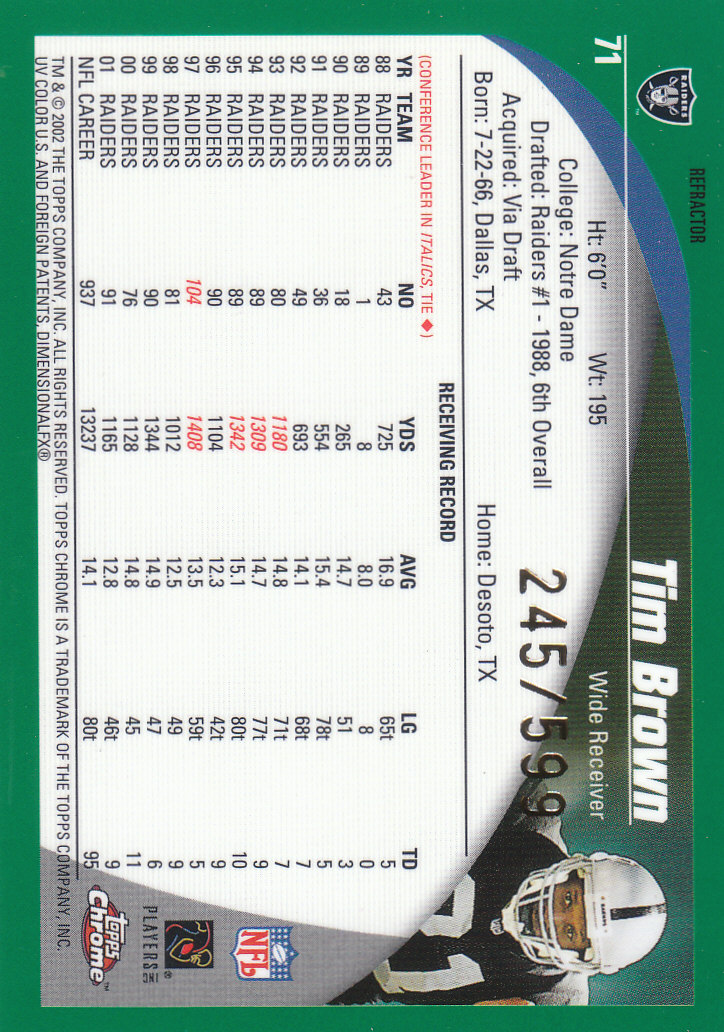 71
RAIDERS
REFRACTOR
Tim Brown
Wide Receiver
Ht: 6'0" Wt: 195
College: Notre Dame
Drafted: Raiders #1 - 1988, 6th Overall
Acquired: Via Draft
Born: 7-22-66, Dallas, TX Home: Desoto, TX
245/599
RECEIVING RECORD
(CONFERENCE LEADER IN ITALICS, TIE ◆)
YR TEAM NO YDS AVG LG TD
88 RAIDERS 43 725 16.9 65t 5
89 RAIDERS 1 8 8.0 8 0
90 RAIDERS 18 265 14.7 51 3
91 RAIDERS 36 554 15.4 78t 5
92 RAIDERS 49 693 14.1 68t 7
93 RAIDERS 80 1180 14.8 71t 7
94 RAIDERS 89 1309 14.7 77t 9
95 RAIDERS 89 1342 15.1 80t 10
96 RAIDERS 90 1104 12.3 42t 9
97 RAIDERS 104 1408 13.5 59t 5
98 RAIDERS 81 1012 12.5 49 9
99 RAIDERS 90 1344 14.9 47 6
00 RAIDERS 76 1128 14.8 45 11
01 RAIDERS 91 1165 12.8 46t 9
NFL CAREER 937 13237 14.1 80t 95
TM & © 2002 THE TOPPS COMPANY, INC. ALL RIGHTS RESERVED. TOPPS CHROME IS A TRADEMARK OF THE TOPPS COMPANY, INC.
UV COLOR U.S. AND FOREIGN PATENTS, DIMENSIONALFX®
81
NFL
PLAYERS INC
topps
Chrome™